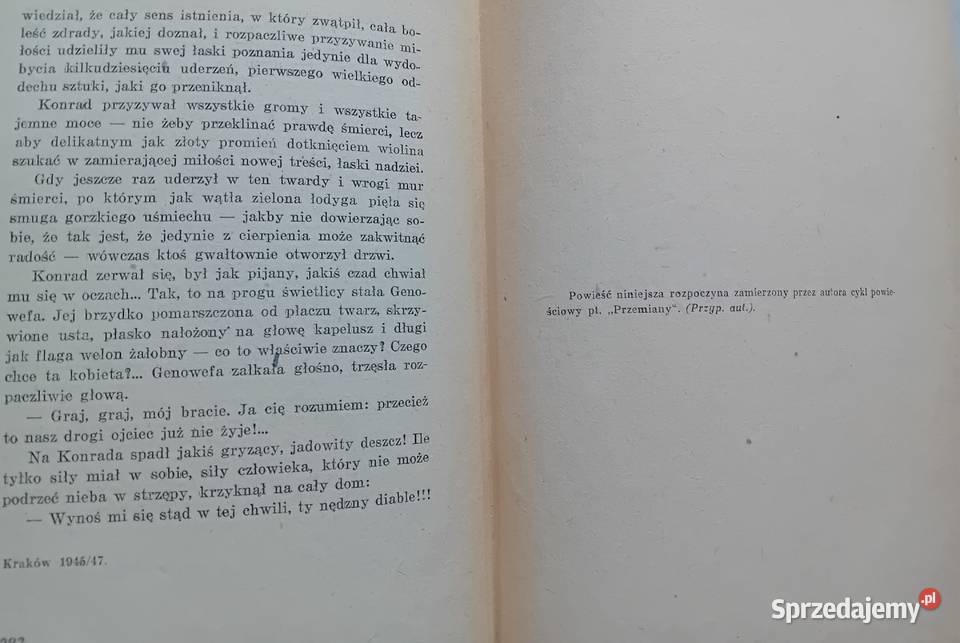 wiedział, że cały sens istnienia, w który zwątpił, cała bo-
leść zdrady, jakiej doznał, i rozpaczliwe przyzywanie mi-
łości udzieliły mu swej łaski poznania jedynie dla wydo-
bycia kilkudziesięciu uderzeń, pierwszego wielkiego od-
dechu sztuki, jaki go przeniknął.
Konrad przyzywał wszystkie gromy i wszystkie ta-
jemne moce — nie żeby przeklinać prawdę śmierci, lecz
aby delikatnym jak złoty promień dotknięciem wiolina
szukać w zamierającej miłości nowej treści, łaski nadziei.
Gdy jeszcze raz uderzył w ten twardy i wrogi mur
śmierci, po którym jak wątła zielona łodyga pięła się
smuga gorzkiego uśmiechu — jakby nie dowierzając so-
bie, że tak jest, że jedynie z cierpienia może zakwitnąć
radość — wówczas ktoś gwałtownie otworzył drzwi.
Konrad zerwał się, był jak pijany, jakiś czad chwiał
mu się w oczach... Tak, to na progu świetlicy stała Geno-
wefa. Jej brzydko pomarszczona od płaczu twarz, skrzy-
wione usta, płasko nałożony na głowę kapelusz i długi
jak flaga welon żałobny — co to właściwie znaczy? Czego
chce ta kobieta?... Genowefa załkała głośno, trzęsła roz-
paczliwie głową.
— Graj, graj, mój bracie. Ja cię rozumiem: przecież
to nasz drogi ojciec już nie żyje!...
Na Konrada spadł jakiś gryzący, jadowity deszcz! Ile
tylko siły miał w sobie, siły człowieka, który nie może
podrzeć nieba w strzępy, krzyknął na cały dom:
— Wynoś mi się stąd w tej chwili, ty nędzny diable!!!
Kraków 1946/47.
Powieść niniejsza rozpoczyna zamierzony przez autora cykl powie-
ściowy pt. „Przemiany“. (Przyp. aut.).
Sprzedajemy.pl